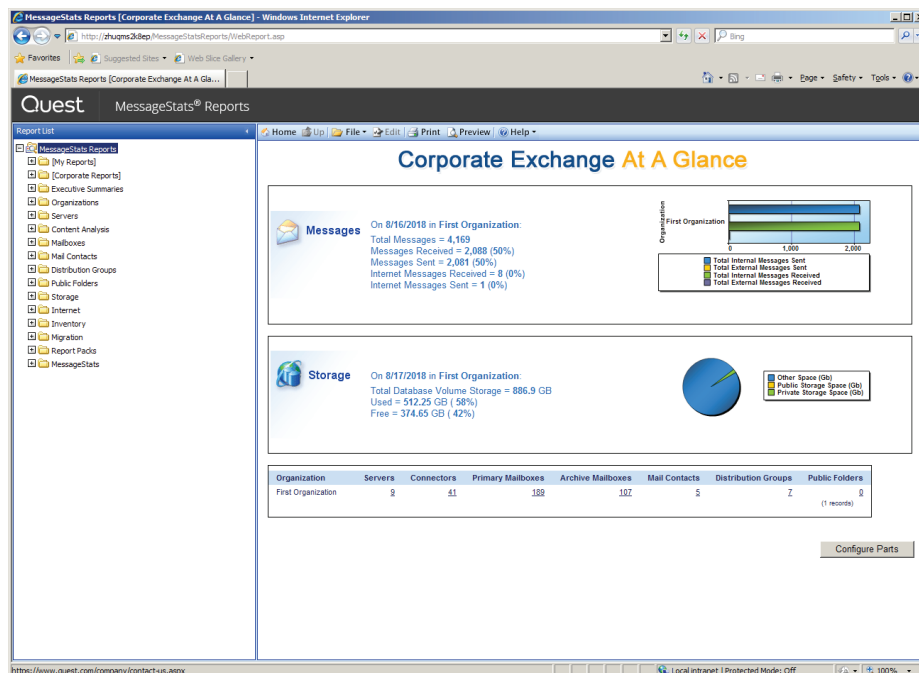 MessageStats Reports [Corporate Exchange At A Glance] - Windows Internet Explorer
http://zhuqms2k8ep/MessageStatsReports/WebReport.asp
Bing
Favorites Suggested Sites Web Slice Gallery
MessageStats Reports [Corporate Exchange At A Gla...
Page Safety Tools
Quest MessageStats® Reports
Report List
Home Up File Edit Print Preview Help
MessageStats Reports
[My Reports]
[Corporate Reports]
Executive Summaries
Organizations
Servers
Content Analysis
Mailboxes
Mail Contacts
Distribution Groups
Public Folders
Storage
Internet
Inventory
Migration
Report Packs
MessageStats
Corporate Exchange At A Glance
Messages
On 8/16/2018 in First Organization:
Total Messages = 4,169
Messages Received = 2,088 (50%)
Messages Sent = 2,081 (50%)
Internet Messages Received = 8 (0%)
Internet Messages Sent = 1 (0%)
Organization
First Organization
0 1,000 2,000
Total Internal Messages Sent
Total External Messages Sent
Total Internal Messages Received
Total External Messages Received
Storage
On 8/17/2018 in First Organization:
Total Database Volume Storage = 886.9 GB
Used = 512.25 GB ( 58%)
Free = 374.65 GB ( 42%)
Other Space (Gb)
Public Storage Space (Gb)
Private Storage Space (Gb)
Organization Servers Connectors Primary Mailboxes Archive Mailboxes Mail Contacts Distribution Groups Public Folders
First Organization 9 41 189 107 5 7 0
(1 records)
Configure Parts
https://www.quest.com/company/contact-us.aspx
Local intranet | Protected Mode: Off
100%